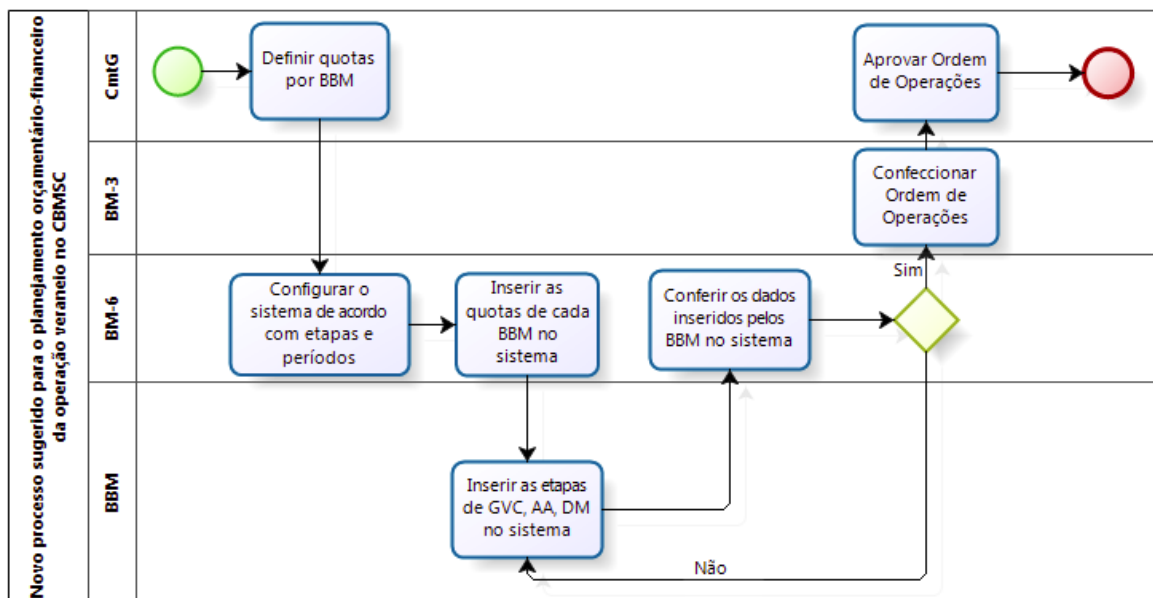 Novo processo sugerido para o planejamento orçamentário-financeiro
da operação veraneio no CBMSC
CmtG
Definir quotas
por BBM
Aprovar Ordem
de Operações
BM-3
Confeccionar
Ordem de
Operações
BM-6
Configurar o
sistema de acordo
com etapas e
períodos
Inserir as
quotas de cada
BBM no
sistema
Conferir os dados
inseridos pelos
BBM no sistema
Sim
BBM
Inserir as etapas
de GVC, AA, DM
no sistema
Não